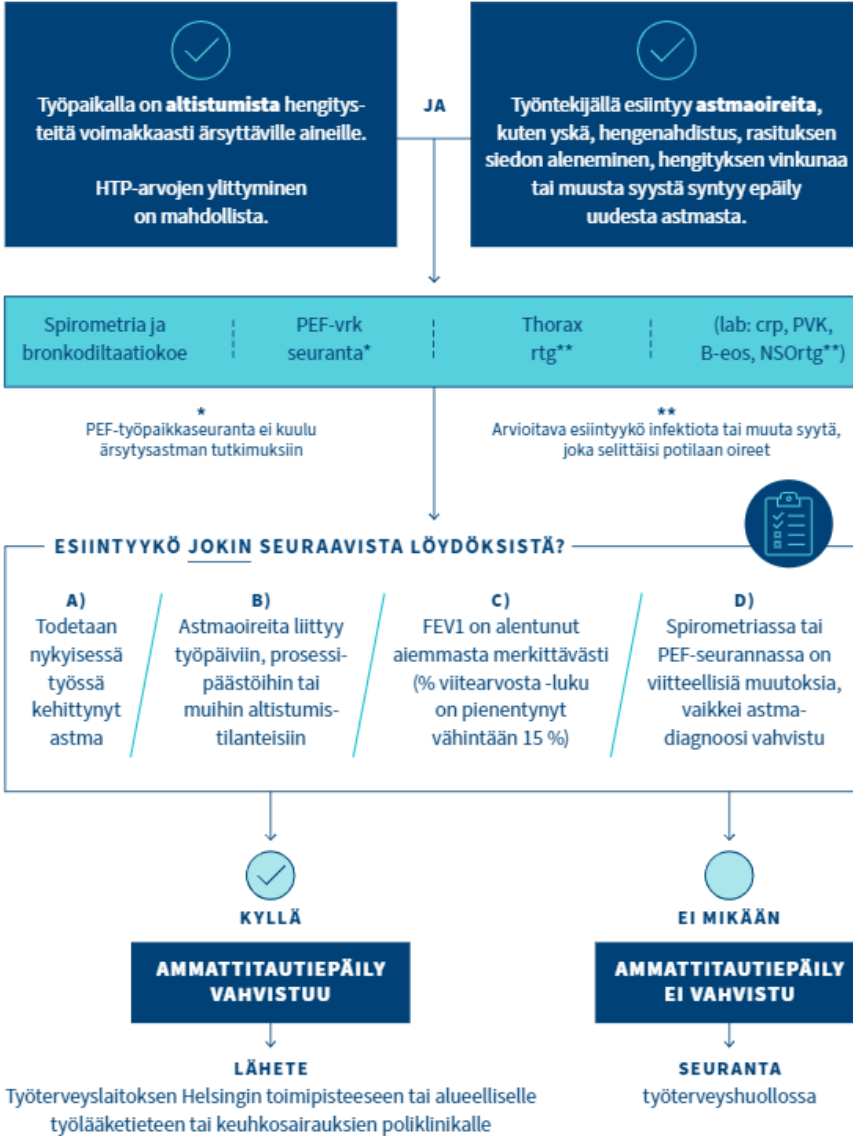 Työpaikalla on altistumista hengitys-
teitä voimakkaasti ärsyttäville aineille.
HTP-arvojen ylittyminen
on mahdollista.
JA
Työntekijällä esiintyy astmaoireita,
kuten yskä, hengenahdistus, rasituksen
siedon aleneminen, hengityksen vinkunaa
tai muusta syystä syntyy epäily
uudesta astmasta.
Spirometria ja
bronkodiltaatiokoe
PEF-vrk
seuranta*
Thorax
rtg**
(lab: crp, PVK,
B-eos, NSOrtg**)
*
PEF-työpaikkaseuranta ei kuulu
ärsytysastman tutkimuksiin
**
Arvioitava esiintyykö infektiota tai muuta syytä,
joka selittäisi potilaan oireet
ESIINTYYKÖ JOKIN SEURAAVISTA LÖYDÖKSISTÄ?
A)
Todetaan
nykyisessä
työssä
kehittynyt
astma
B)
Astmaoireita liittyy
työpäiviin, prosessi-
päästöihin tai
muihin altistumis-
tilanteisiin
C)
FEV1 on alentunut
aiemmasta merkittävästi
(% viitearvosta -luku
on pienentynyt
vähintään 15 %)
D)
Spirometriassa tai
PEF-seurannassa on
viitteellisiä muutoksia,
vaikkei astma-
diagnoosi vahvistu
KYLLÄ
AMMATTITAUTIEPÄILY
VAHVISTUU
LÄHETE
Työterveyslaitoksen Helsingin toimipisteeseen tai alueelliselle
työlääketieteen tai keuhkosairauksien poliklinikalle
EI MIKÄÄN
AMMATTITAUTIEPÄILY
EI VAHVISTU
SEURANTA
työterveyshuollossa